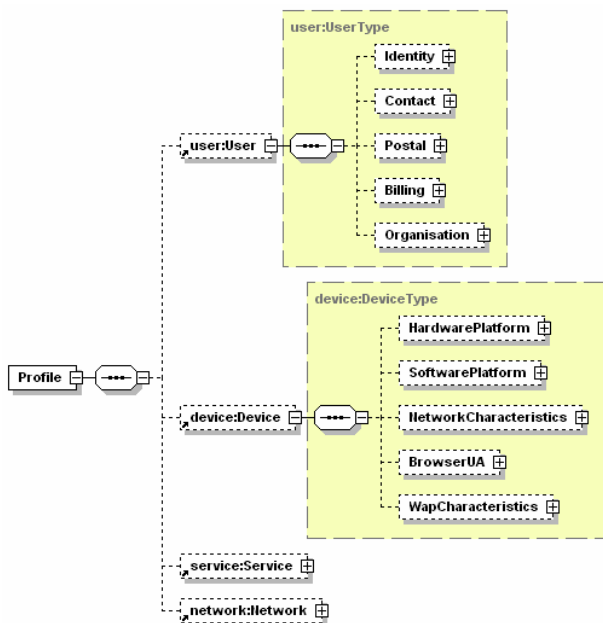 user:UserType
Identity
Contact
user:User
Postal
Billing
Organisation
device:DeviceType
HardwarePlatform
Profile
SoftwarePlatform
device:Device
NetworkCharacteristics
BrowserUA
WapCharacteristics
service:Service
network:Network